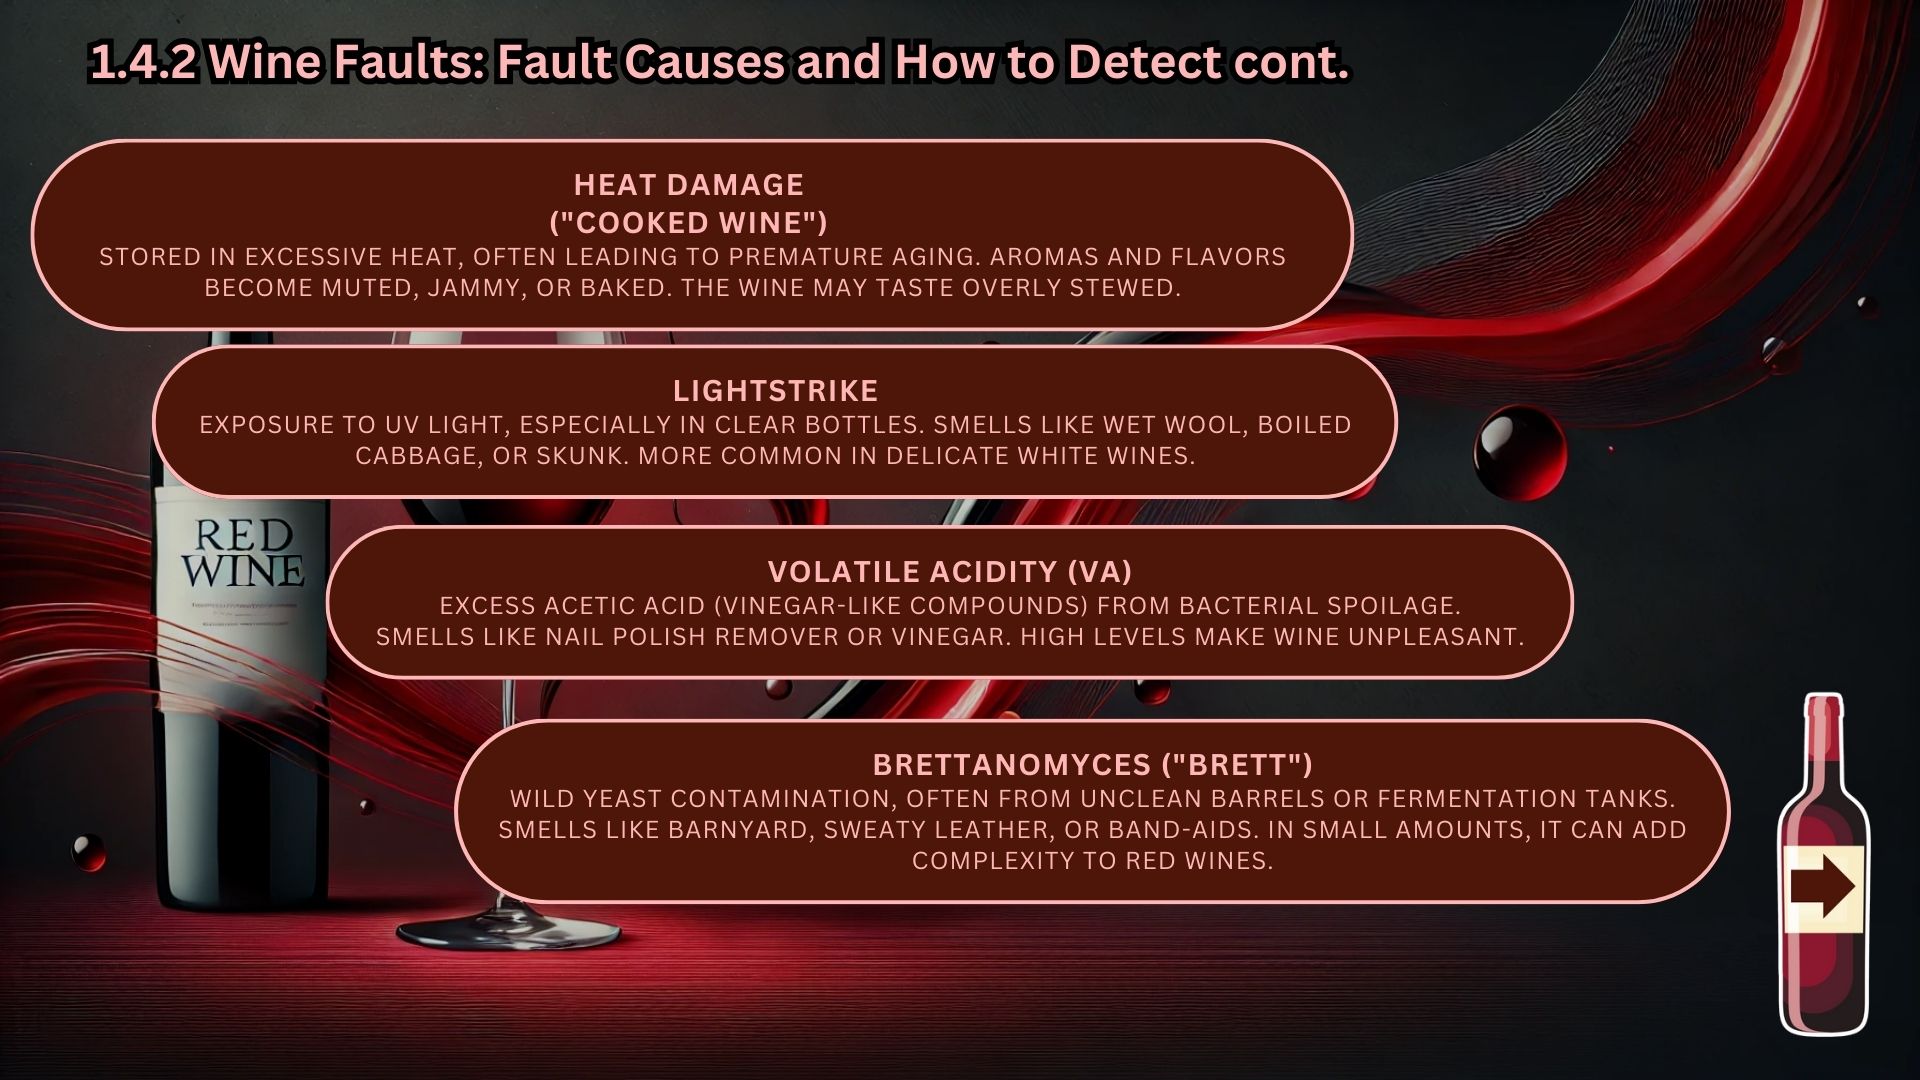 1.4.2 Wine Faults: Fault Causes and How to Detect cont.
HEAT DAMAGE
("COOKED WINE")
STORED IN EXCESSIVE HEAT, OFTEN LEADING TO PREMATURE AGING. AROMAS AND FLAVORS
BECOME MUTED, JAMMY, OR BAKED. THE WINE MAY TASTE OVERLY STEWED.
LIGHTSTRIKE
EXPOSURE TO UV LIGHT, ESPECIALLY IN CLEAR BOTTLES. SMELLS LIKE WET WOOL, BOILED
CABBAGE, OR SKUNK. MORE COMMON IN DELICATE WHITE WINES.
RED
WINE
VOLATILE ACIDITY (VA)
EXCESS ACETIC ACID (VINEGAR-LIKE COMPOUNDS) FROM BACTERIAL SPOILAGE.
SMELLS LIKE NAIL POLISH REMOVER OR VINEGAR. HIGH LEVELS MAKE WINE UNPLEASANT.
BRETTANOMYCES ("BRETT")
WILD YEAST CONTAMINATION, OFTEN FROM UNCLEAN BARRELS OR FERMENTATION TANKS.
SMELLS LIKE BARNYARD, SWEATY LEATHER, OR BAND-AIDS. IN SMALL AMOUNTS, IT CAN ADD
COMPLEXITY TO RED WINES.